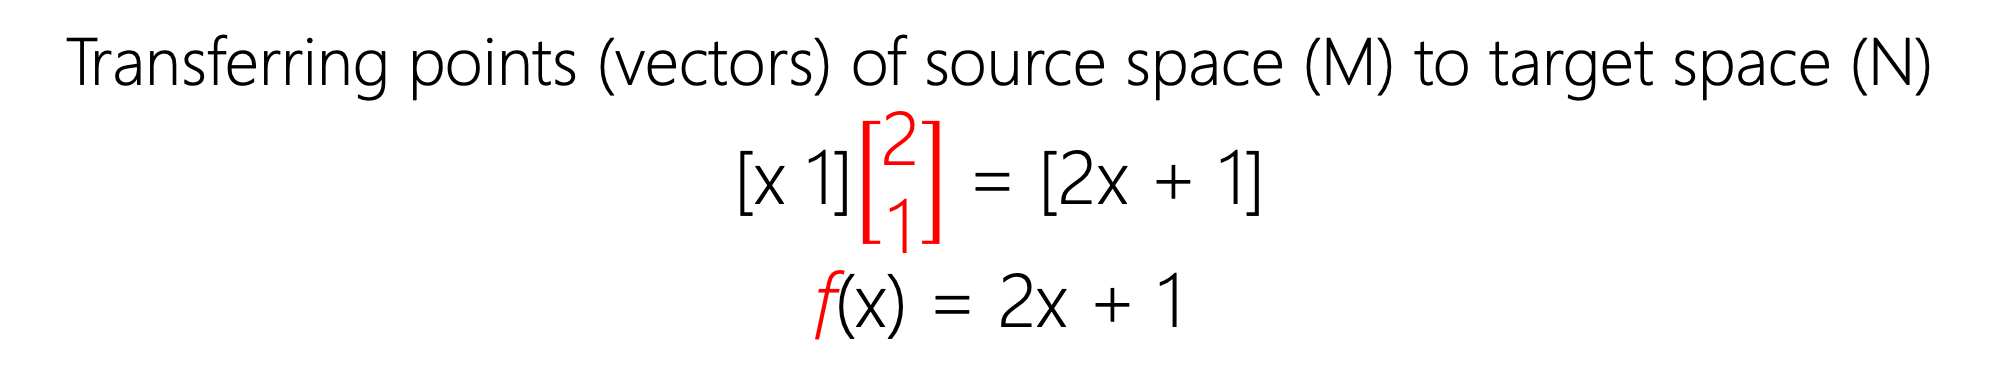 Transferring points (vectors) of source space (M) to target space (N)
[x 1][2
1] = [2x + 1]
f(x) = 2x + 1